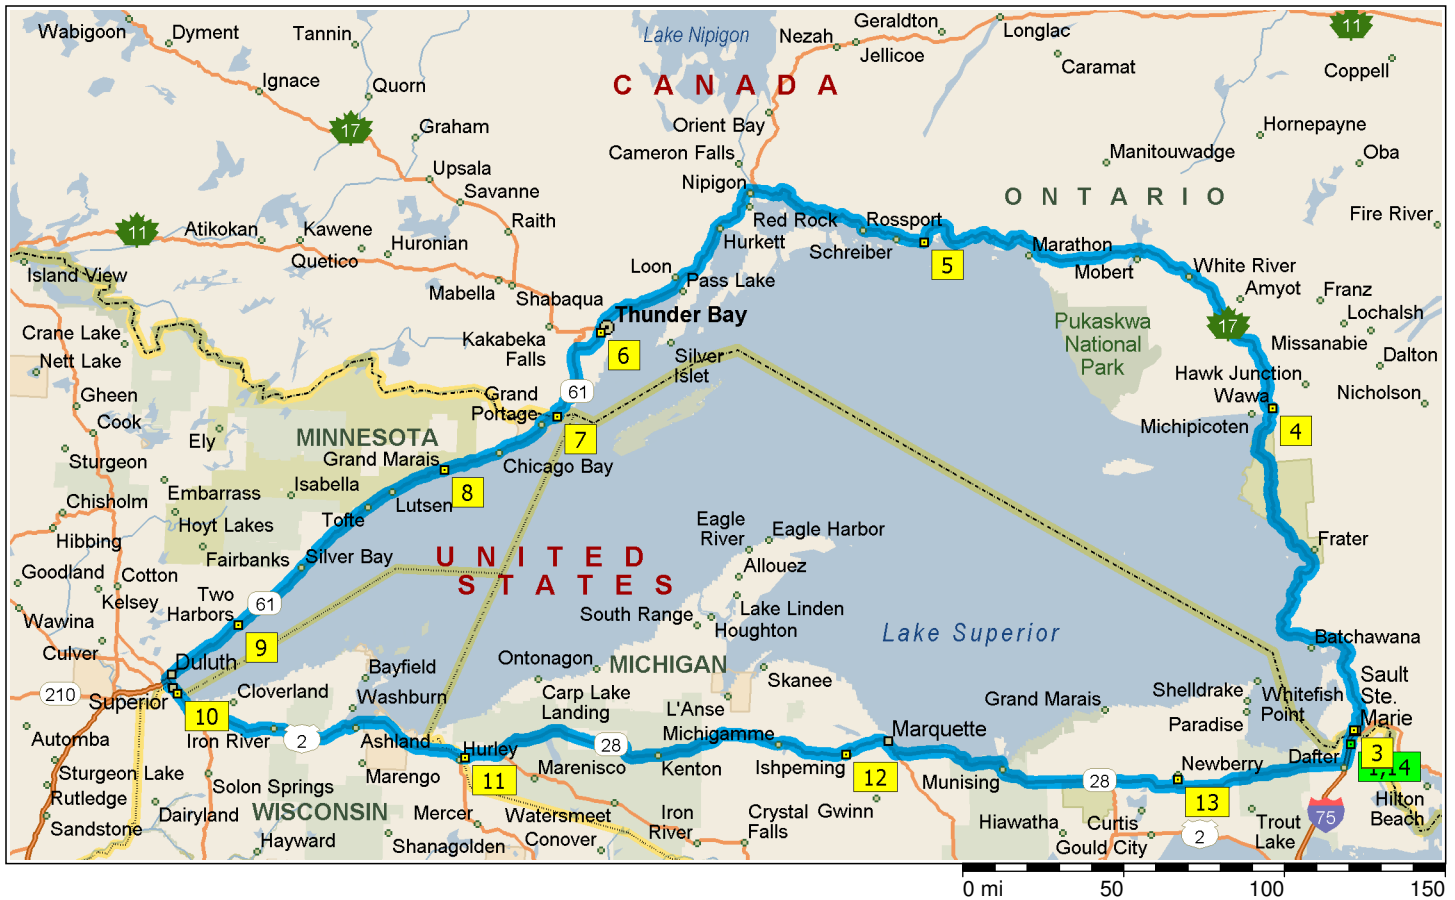 Wabigoon
Dyment
Tannin
Lake Nipigon
Nezah
Geraldton
Jellicoe
Longlac
11
Caramat
Coppell
Ignace
Quorn
CANADA
17
Graham
Orient Bay
Hornepayne
Cameron Falls
Manitouwadge
Oba
Upsala
Savanne
Nipigon
ONTARIO
Raith
11
Atikokan
Kawene
Huronian
Quetico
Red Rock
Rossport
Hurkett
Schreiber
Marathon
Fire River
Island View
Loon
5
Mobert
White River
Pass Lake
Amyot
Franz
Mabella
Shabaqua
Thunder Bay
Lochalsh
Crane Lake
Kakabeka
Falls
6
Silver
Islet
Pukaskwa
National
Park
17
Missanabie
Dalton
Nett Lake
Hawk Junction
Nicholson
Gheen
Grand
Portage
61
Wawa
Cook
Ely
MINNESOTA
7
Michipicoten
4
Sturgeon
Grand Marais
Chicago Bay
Chisholm
Embarrass
Isabella
8
Lutsen
Hoyt Lakes
Tofte
Eagle
River
Eagle Harbor
Hibbing
Fairbanks
Silver Bay
UNITED
STATES
Frater
Allouez
Goodland
Cotton
Kelsey
Two
Harbors
61
South Range
Lake Linden
Houghton
Lake Superior
Wawina
Batchawana
Culver
9
Duluth
Bayfield
Ontonagon
MICHIGAN
Sault
Ste.
Marie
210
Superior
Cloverland
Washburn
Carp Lake
Landing
Skanee
Shelldrake
Whitefish
Point
Grand Marais
L'Anse
Paradise
10
Iron River
2
Ashland
Hurley
28
Michigamme
Marquette
Automba
3
Dafter
1,14
Marengo
11
Marenisco
Kenton
Ishpeming
12
Munising
28
Newberry
Sturgeon Lake
Rutledge
Solon Springs
13
Hilton
Beach
WISCONSIN
Dairyland
Mercer
Watersmeet
Iron
River
Crystal
Falls
Gwinn
Hiawatha
Curtis
75
Sandstone
Hayward
Shanagolden
Conover
Gould City
2
Trout
Lake
0 mi
50
100
150